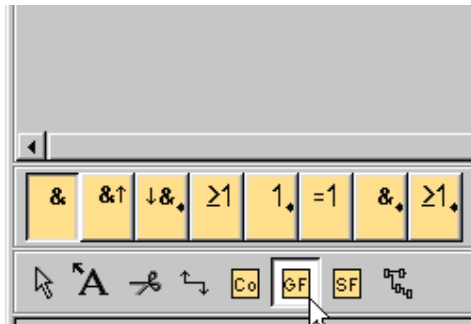 & &↑ ↓& ≥1 1 =1 & ≥1
A Co GF SF